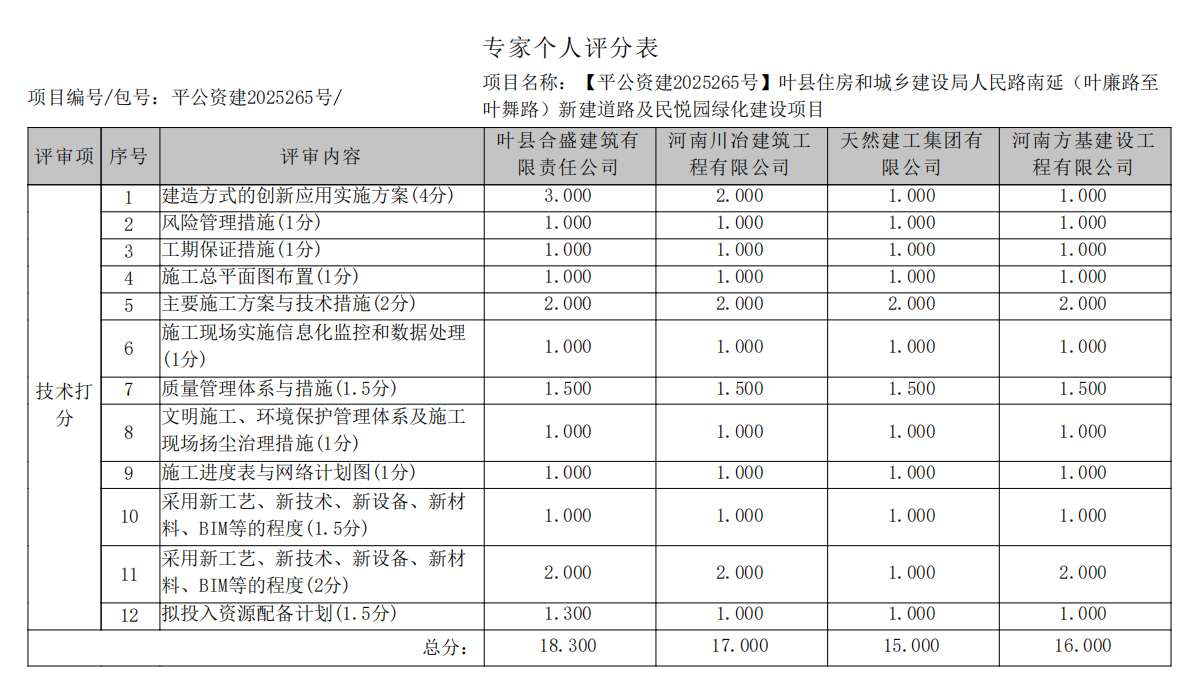 专家个人评分表
项目编号/包号：平公资建2025265号/
项目名称：【平公资建2025265号】叶县住房和城乡建设局人民路南延（叶廉路至
叶舞路）新建道路及民悦园绿化建设项目
评审项 序号 评审内容 叶县合盛建筑有限责任公司 河南川冶建筑工程有限公司 天然建工集团有限公司 河南方基建设工程有限公司
技术打分
1 建造方式的创新应用实施方案(4分) 3.000 2.000 1.000 1.000
2 风险管理措施(1分) 1.000 1.000 1.000 1.000
3 工期保证措施(1分) 1.000 1.000 1.000 1.000
4 施工总平面图布置(1分) 1.000 1.000 1.000 1.000
5 主要施工方案与技术措施(2分) 2.000 2.000 2.000 2.000
6 施工现场实施信息化监控和数据处理(1分) 1.000 1.000 1.000 1.000
7 质量管理体系与措施(1.5分) 1.500 1.500 1.500 1.500
8 文明施工、环境保护管理体系及施工现场扬尘治理措施(1分) 1.000 1.000 1.000 1.000
9 施工进度表与网络计划图(1分) 1.000 1.000 1.000 1.000
10 采用新工艺、新技术、新设备、新材料、BIM等的程度(1.5分) 1.000 1.000 1.000 1.000
11 采用新工艺、新技术、新设备、新材料、BIM等的程度(2分) 2.000 2.000 1.000 2.000
12 拟投入资源配备计划(1.5分) 1.300 1.000 1.000 1.000
总分： 18.300 17.000 15.000 16.000